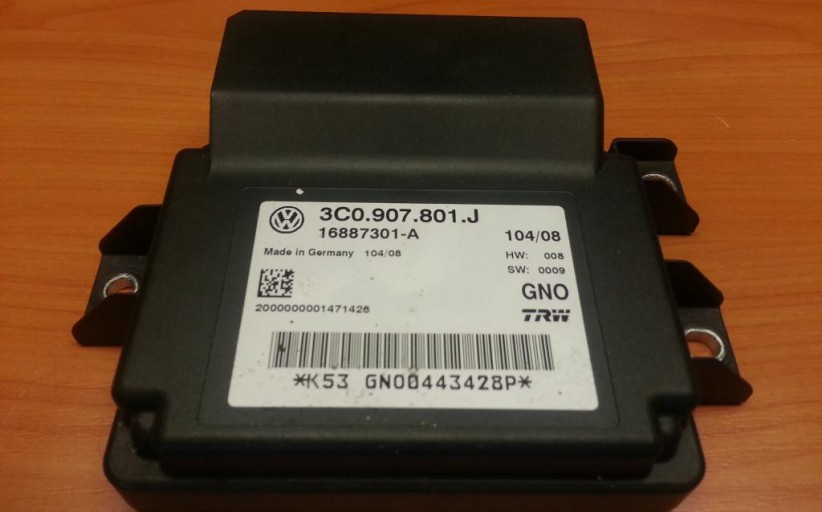 3C0.907.801.J
16887301-A
104/08
Made in Germany 104/08
HW: 008
SW: 0009
GNO
2000000001471426
TRW
*K53 GNO0443428P*